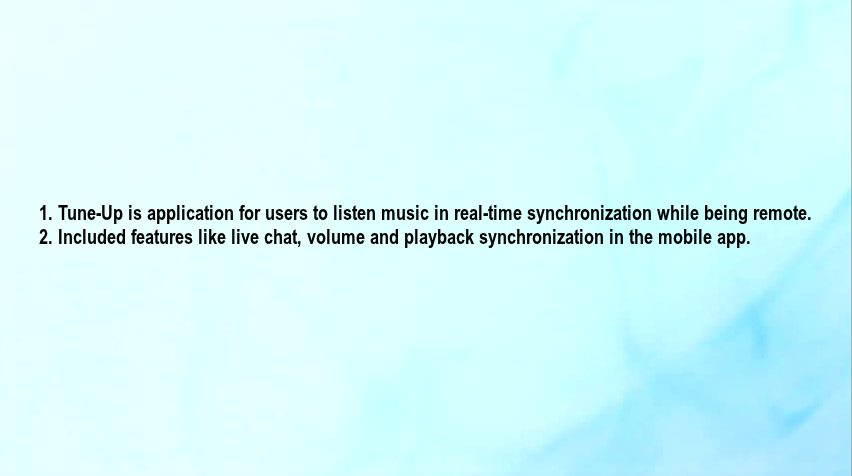 1. Tune-Up is application for users to listen music in real-time synchronization while being remote.
2. Included features like live chat, volume and playback synchronization in the mobile app.